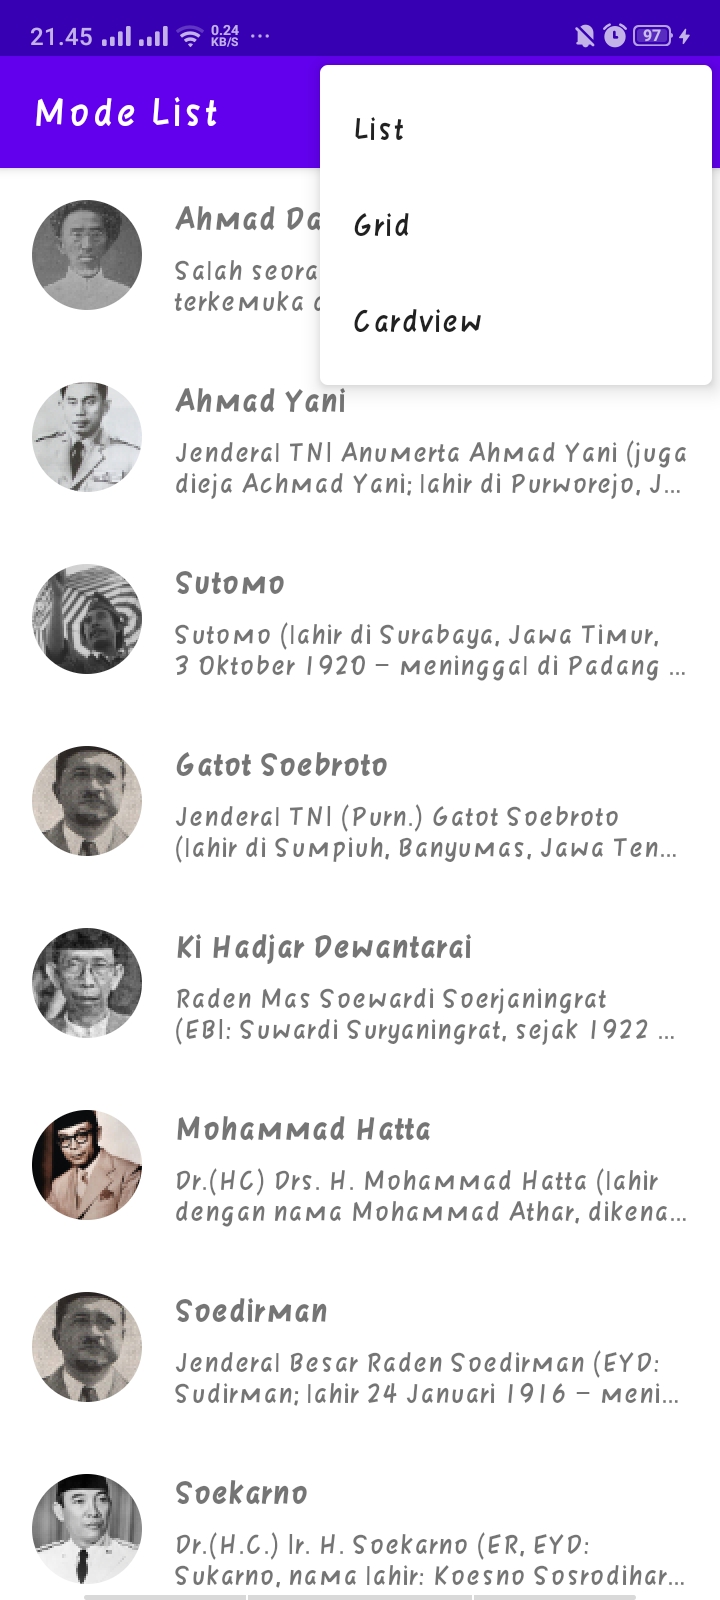 21.45 0.24 KB/S ... 97
Mode List
List
Grid
Cardview
Ahmad Da
Salah seora
terkemuka
Ahmad Yani
Jenderal TNI Anumerta Ahmad Yani (juga
dieja Achmad Yani; lahir di Purworejo, J...
Sutomo
Sutomo (lahir di Surabaya, Jawa Timur,
3 Oktober 1920 – meninggal di Padang ...
Gatot Soebroto
Jenderal TNI (Purn.) Gatot Soebroto
(lahir di Sumpiuh, Banyumas, Jawa Ten...
Ki Hadjar Dewantarai
Raden Mas Soewardi Soerjaningrat
(EBI: Suwardi Suryaningrat, sejak 1922 ...
Mohammad Hatta
Dr.(HC) Drs. H. Mohammad Hatta (lahir
dengan nama Mohammad Athar, dikena...
Soedirman
Jenderal Besar Raden Soedirman (EYD:
Sudirman; lahir 24 Januari 1916 – meni...
Soekarno
Dr.(H.C.) Ir. H. Soekarno (ER, EYD:
Sukarno, nama lahir: Koesno Sosrodihar...